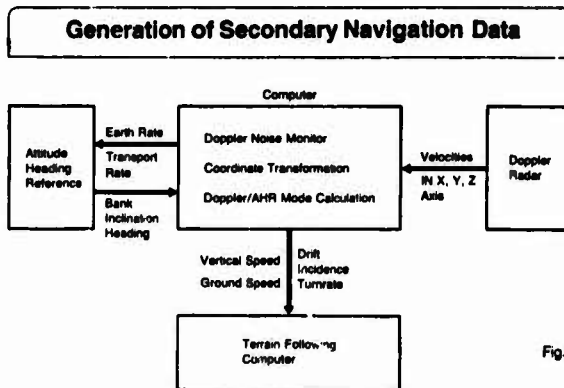 Generation of Secondary Navigation Data
Computer
Attitude
Heading
Reference
Earth Rate
Transport
Rate
Bank
Inclination
Heading
Doppler Noise Monitor
Coordinate Transformation
Doppler/AHR Mode Calculation
Velocities
IN X, Y, Z
Axis
Doppler
Radar
Vertical Speed
Ground Speed
Drift
Incidence
Turnrate
Terrain Following
Computer
Fig.